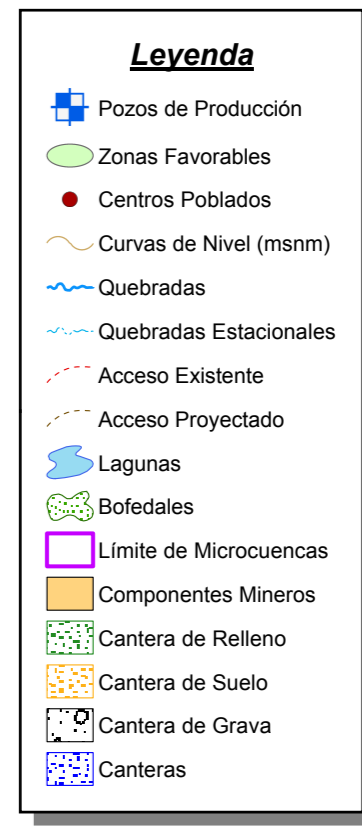 Leyenda
Pozos de Producción
Zonas Favorables
Centros Poblados
Curvas de Nivel (msnm)
Quebradas
Quebradas Estacionales
Acceso Existente
Acceso Proyectado
Lagunas
Bofedales
Límite de Microcuencas
Componentes Mineros
Cantera de Relleno
Cantera de Suelo
Cantera de Grava
Canteras